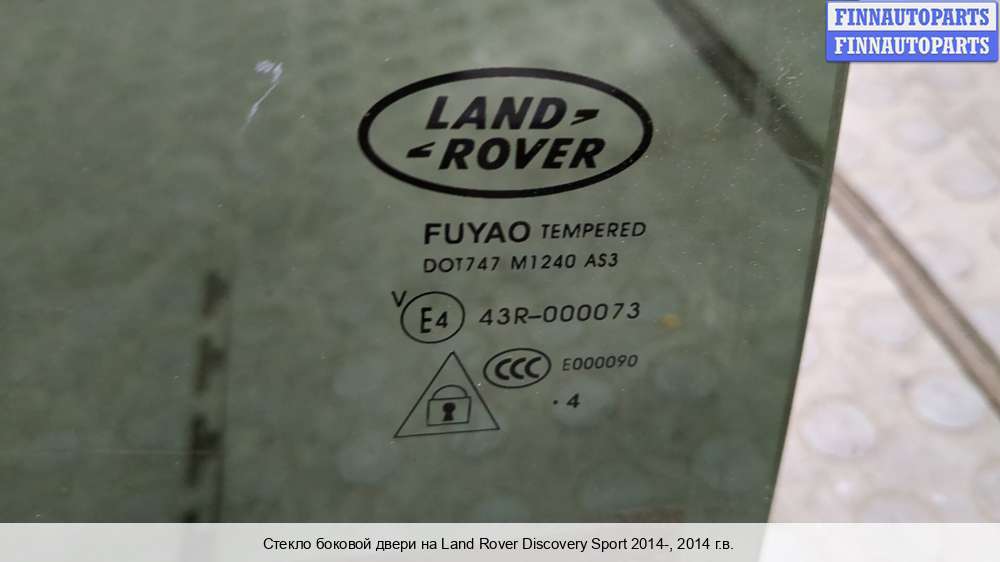 FINNAUTOPARTS
FINNAUTOPARTS
LAND
ROVER
FUYAO TEMPERED
DOT747 M1240 AS3
V E4 43R-000073
CCC E000090
· 4
Стекло боковой двери на Land Rover Discovery Sport 2014-, 2014 г.в.